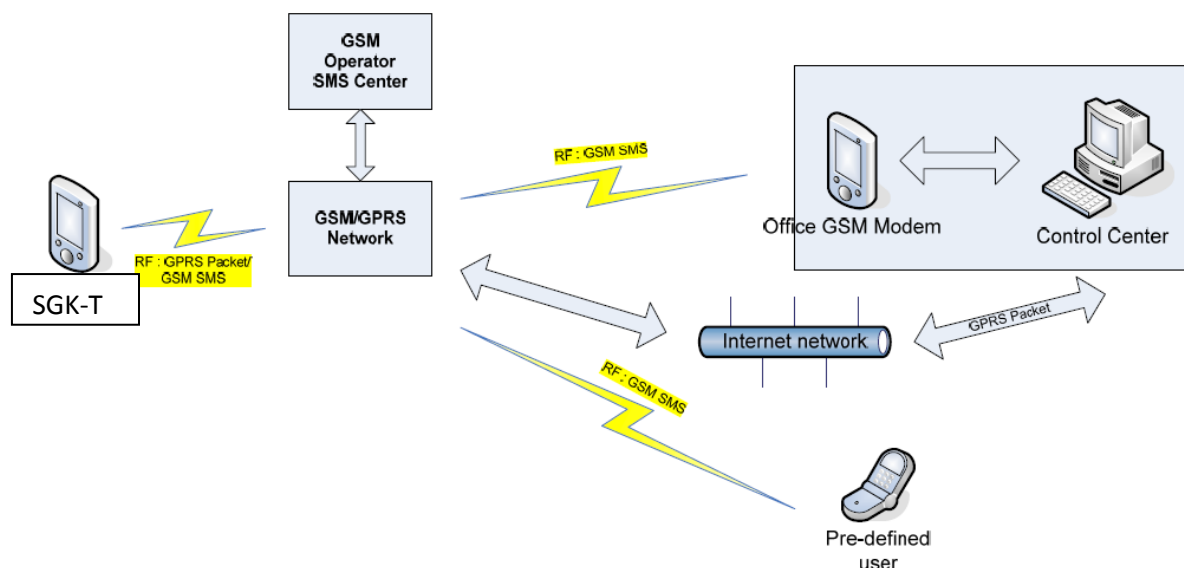 GSM
Operator
SMS Center
GSM/GPRS
Network
RF : GPRS Packet/
GSM SMS
SGK-T
RF : GSM SMS
Office GSM Modem
Control Center
GPRS Packet
Internet network
RF : GSM SMS
Pre-defined
user